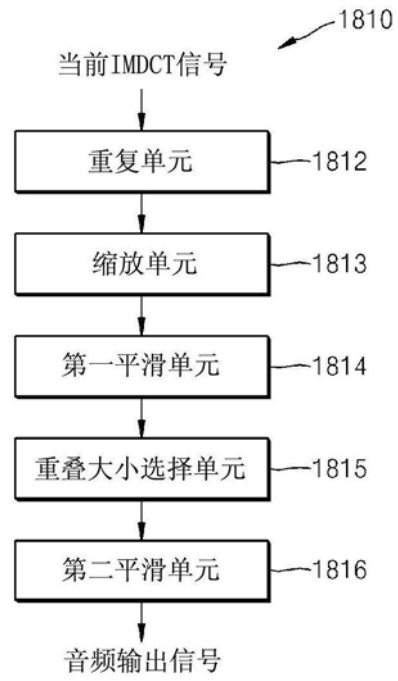 1810
当前IMDCT信号
重复单元 1812
缩放单元 1813
第一平滑单元 1814
重叠大小选择单元 1815
第二平滑单元 1816
音频输出信号